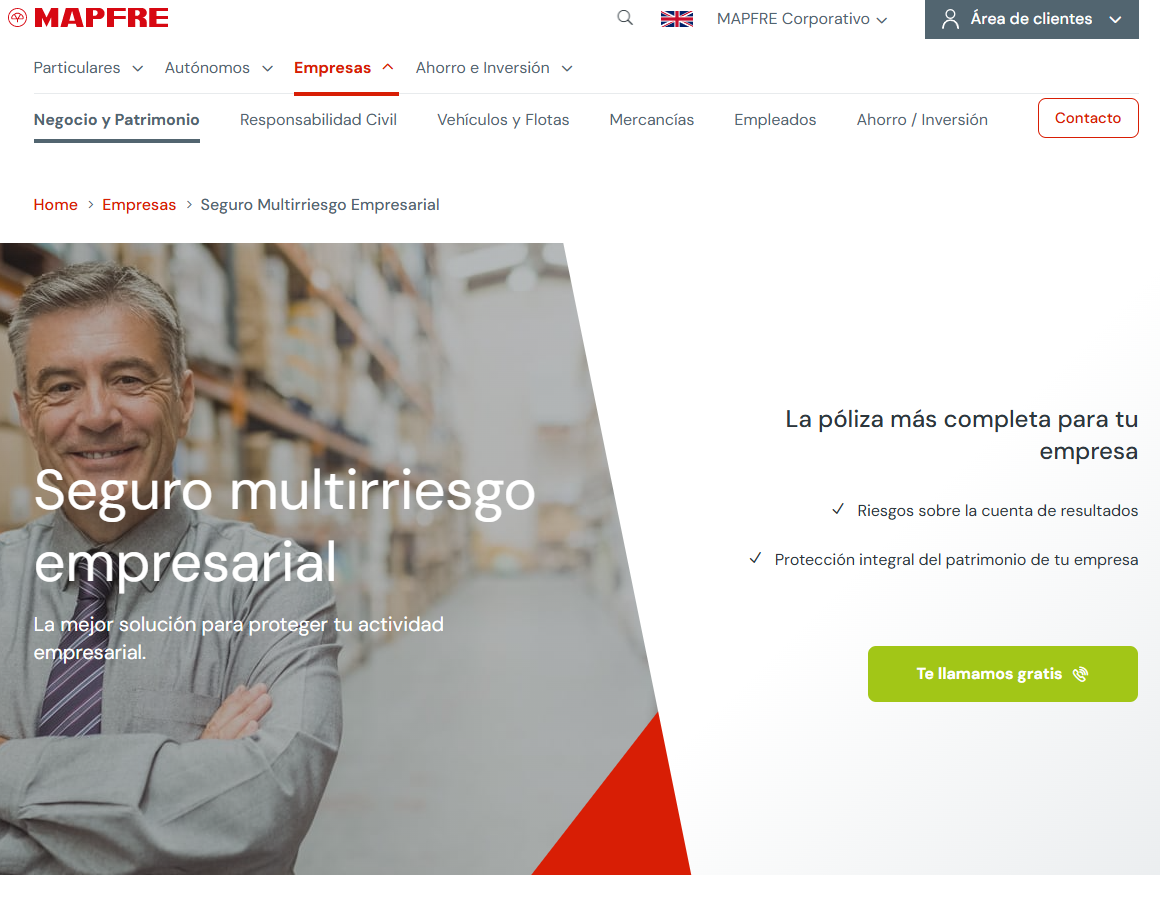 MAPFRE
MAPFRE Corporativo
Área de clientes
Particulares
Autónomos
Empresas
Ahorro e Inversión
Negocio y Patrimonio
Responsabilidad Civil
Vehículos y Flotas
Mercancías
Empleados
Ahorro / Inversión
Contacto
Home > Empresas > Seguro Multirriesgo Empresarial
Seguro multirriesgo
empresarial
La mejor solución para proteger tu actividad
empresarial.
La póliza más completa para tu
empresa
Riesgos sobre la cuenta de resultados
Protección integral del patrimonio de tu empresa
Te llamamos gratis